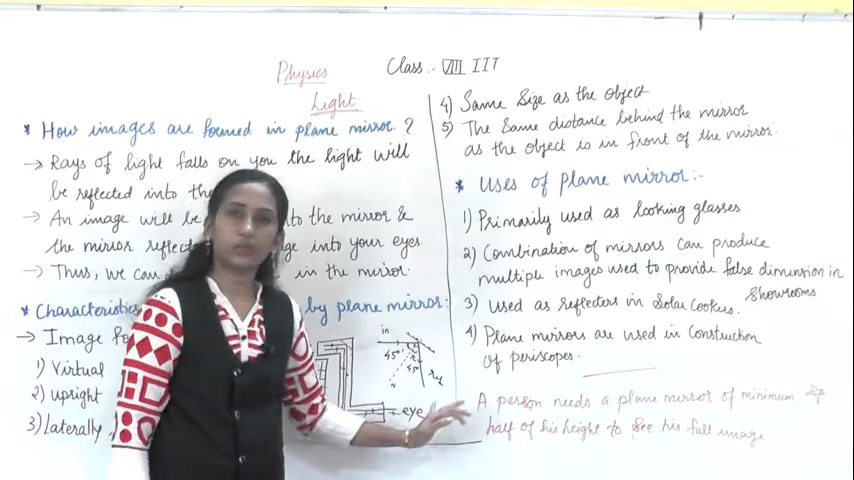 Physics Class :- VIII III
Light
* How images are formed in plane mirror ?
→ Rays of light falls on you the light will
be reflected into the
→ An image will be to the mirror &
the mirror into your eyes
→ Thus, we can in the mirror.
* Characteristics by plane mirror:
→ Image
1) Virtual
2) upright
3) laterally
in
45°
45°
N
eye
4) Same Size as the object
5) The Same distance behind the mirror
as the object is in front of the mirror.
* Uses of plane mirror:-
1) Primarily used as looking glasses
2) Combination of mirrors can produce
multiple images used to provide false dimension in
Showrooms
3) Used as reflecters in Solar Cookers.
4) Plane mirrors are used in Construction
of periscopes.
A person needs a plane mirror of minimum
half of his height to see his full image